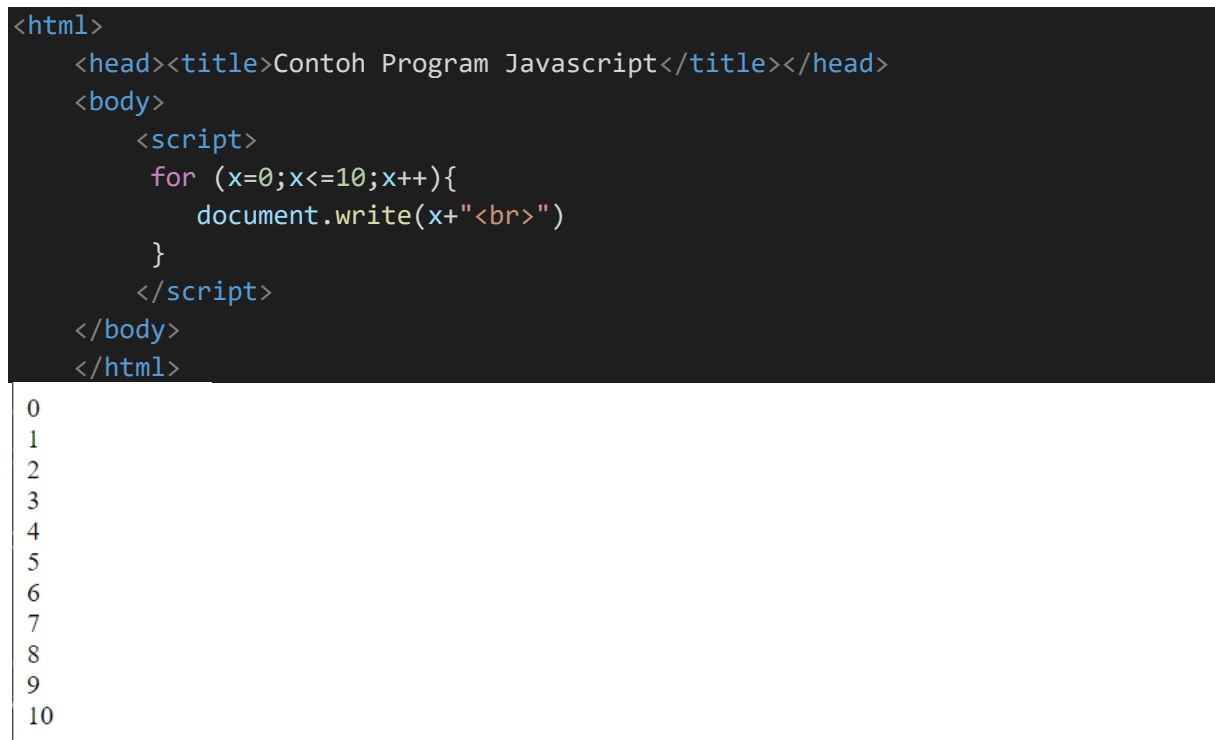 <html>
<head><title>Contoh Program Javascript</title></head>
<body>
<script>
for (x=0;x<=10;x++){
document.write(x+"<br>")
}
</script>
</body>
</html>
0
1
2
3
4
5
6
7
8
9
10